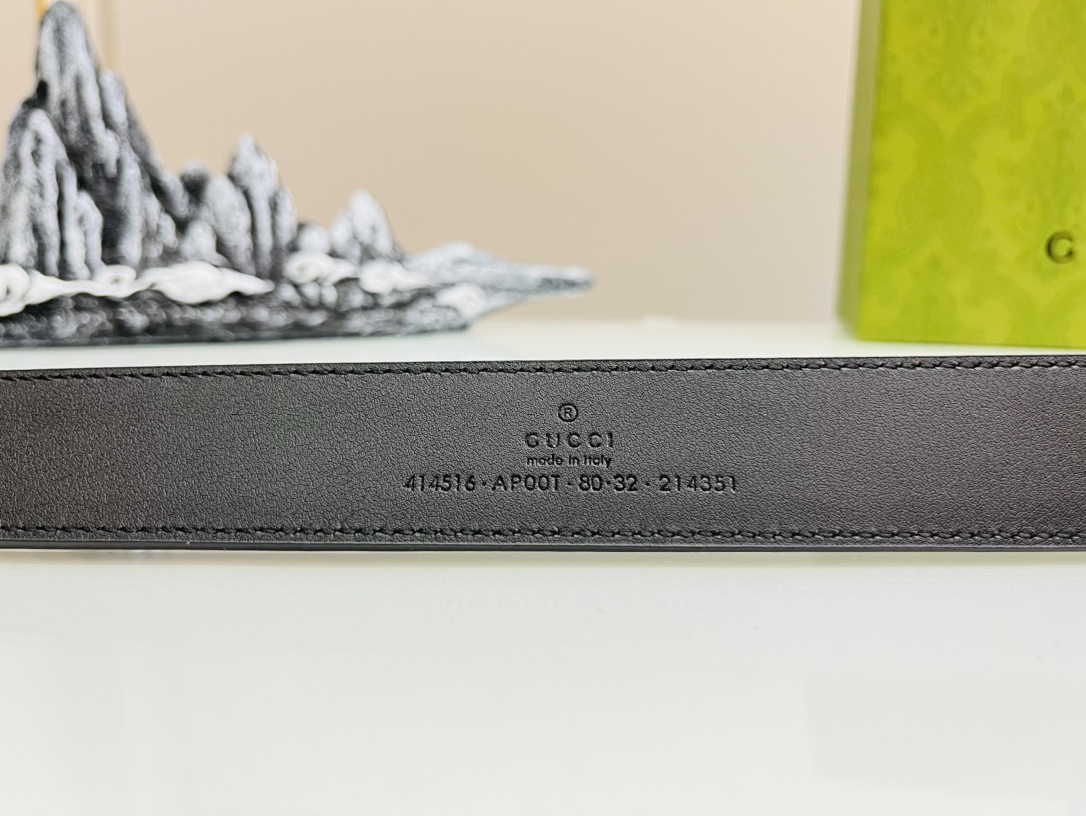 ®
GUCCI
made in italy
414516·AP00T·80·32·214351
G